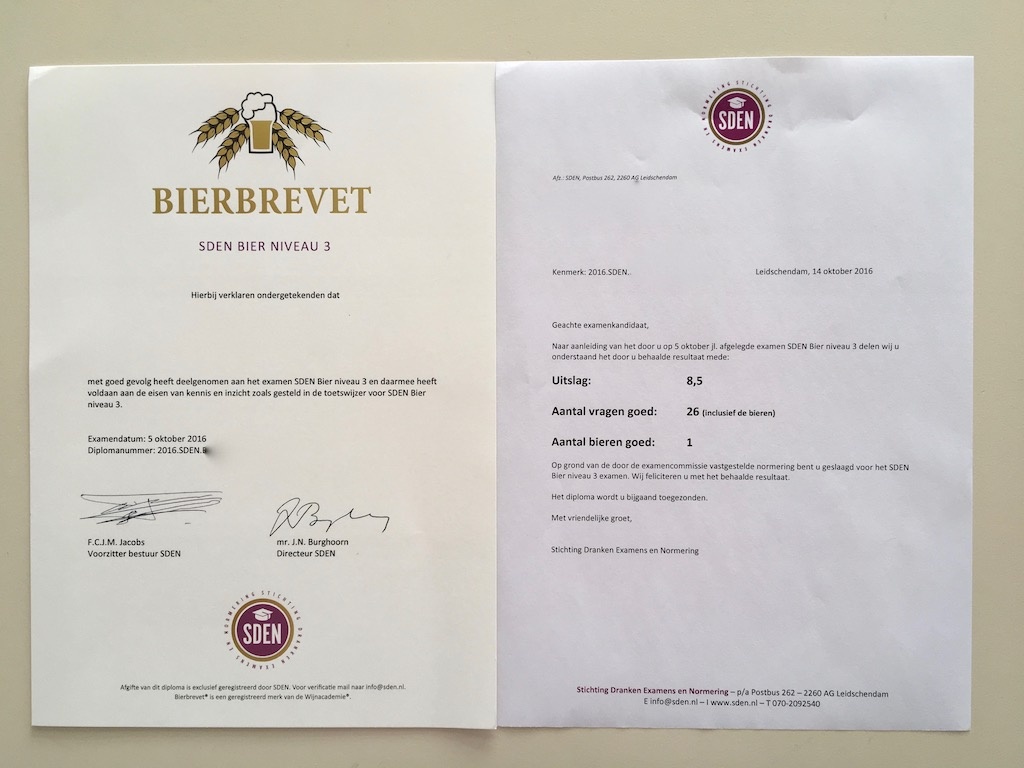 BIERBREVET
SDEN BIER NIVEAU 3
Hierbij verklaren ondergetekenden dat
met goed gevolg heeft deelgenomen aan het examen SDEN Bier niveau 3 en daarmee heeft
voldaan aan de eisen van kennis en inzicht zoals gesteld in de toetswijzer voor SDEN Bier
niveau 3.
Examendatum: 5 oktober 2016
Diplomanummer: 2016.SDEN.B
F.C.J.M. Jacobs
Voorzitter bestuur SDEN
mr. J.N. Burghoorn
Directeur SDEN
STICHTING DRANKEN EXAMENS EN NORMERING
SDEN
Afgifte van dit diploma is exclusief geregistreerd door SDEN. Voor verificatie mail naar info@sden.nl.
Bierbrevet® is een geregistreerd merk van de Wijnacademie®.
STICHTING DRANKEN EXAMENS EN NORMERING
SDEN
Afz.: SDEN, Postbus 262, 2260 AG Leidschendam
Kenmerk: 2016.SDEN. Leidschendam, 14 oktober 2016
Geachte examenkandidaat,
Naar aanleiding van het door u op 5 oktober jl. afgelegde examen SDEN Bier niveau 3 delen wij u
onderstaand het door u behaalde resultaat mede:
Uitslag: 8,5
Aantal vragen goed: 26 (inclusief de bieren)
Aantal bieren goed: 1
Op grond van de door de examencommissie vastgestelde normering bent u geslaagd voor het SDEN
Bier niveau 3 examen. Wij feliciteren u met het behaalde resultaat.
Het diploma wordt u bijgaand toegezonden.
Met vriendelijke groet,
Stichting Dranken Examens en Normering
Stichting Dranken Examens en Normering – p/a Postbus 262 – 2260 AG Leidschendam
E info@sden.nl – I www.sden.nl – T 070-2092540